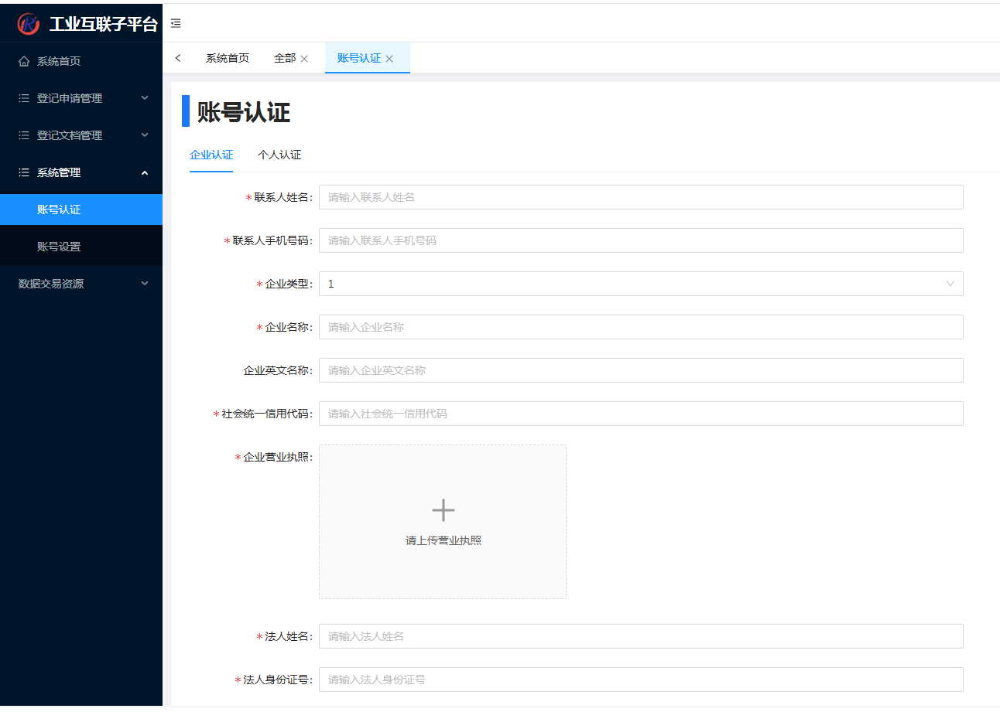 工业互联子平台
系统首页
登记申请管理
登记文档管理
系统管理
账号认证
账号设置
数据交易资源
系统首页 全部 账号认证
账号认证
企业认证 个人认证
*联系人姓名: 请输入联系人姓名
*联系人手机号码: 请输入联系人手机号码
*企业类型: 1
*企业名称: 请输入企业名称
企业英文名称: 请输入企业英文名称
*社会统一信用代码: 请输入社会统一信用代码
*企业营业执照:
请上传营业执照
*法人姓名: 请输入法人姓名
*法人身份证号: 请输入法人身份证号